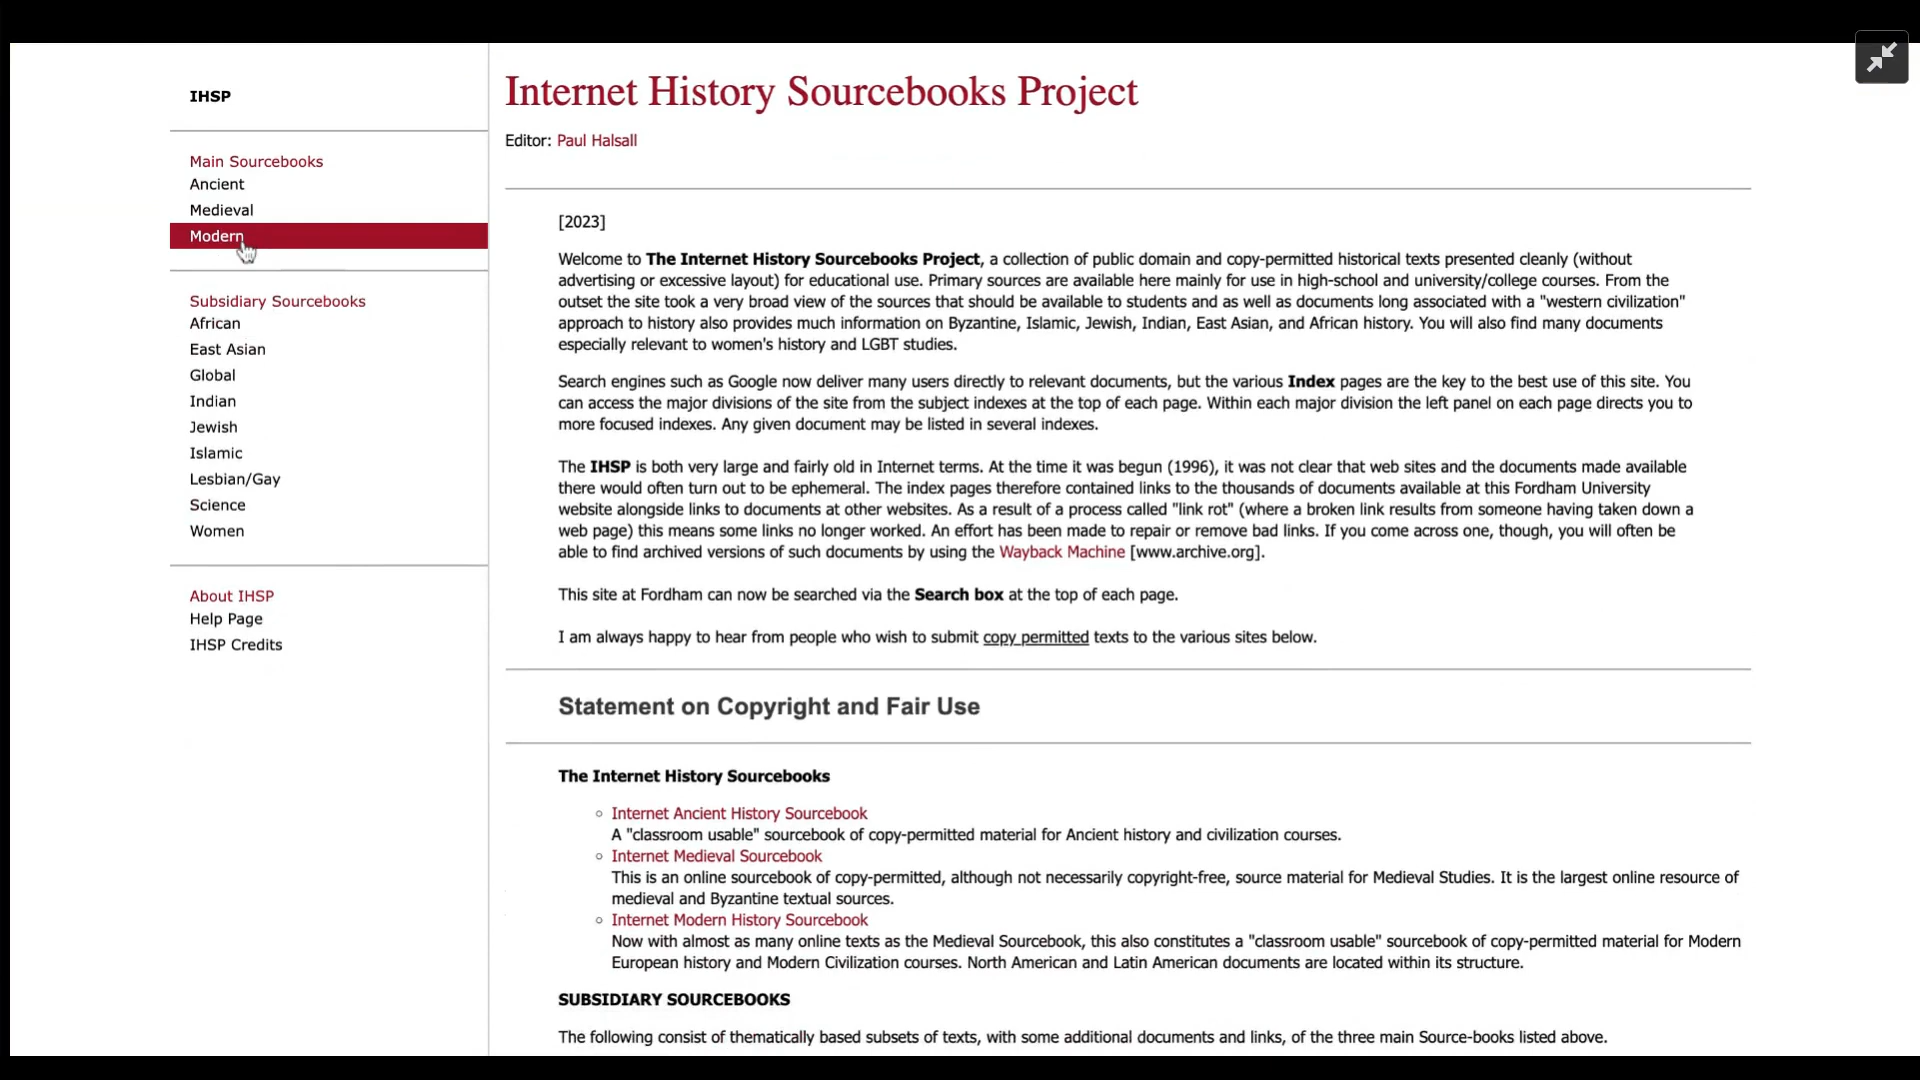 IHSP
Main Sourcebooks
Ancient
Medieval
Modern
Subsidiary Sourcebooks
African
East Asian
Global
Indian
Jewish
Islamic
Lesbian/Gay
Science
Women
About IHSP
Help Page
IHSP Credits
Internet History Sourcebooks Project
Editor: Paul Halsall
[2023]
Welcome to The Internet History Sourcebooks Project, a collection of public domain and copy-permitted historical texts presented cleanly (without
advertising or excessive layout) for educational use. Primary sources are available here mainly for use in high-school and university/college courses. From the
outset the site took a very broad view of the sources that should be available to students and as well as documents long associated with a "western civilization"
approach to history also provides much information on Byzantine, Islamic, Jewish, Indian, East Asian, and African history. You will also find many documents
especially relevant to women's history and LGBT studies.
Search engines such as Google now deliver many users directly to relevant documents, but the various Index pages are the key to the best use of this site. You
can access the major divisions of the site from the subject indexes at the top of each page. Within each major division the left panel on each page directs you to
more focused indexes. Any given document may be listed in several indexes.
The IHSP is both very large and fairly old in Internet terms. At the time it was begun (1996), it was not clear that web sites and the documents made available
there would often turn out to be ephemeral. The index pages therefore contained links to the thousands of documents available at this Fordham University
website alongside links to documents at other websites. As a result of a process called "link rot" (where a broken link results from someone having taken down a
web page) this means some links no longer worked. An effort has been made to repair or remove bad links. If you come across one, though, you will often be
able to find archived versions of such documents by using the Wayback Machine [www.archive.org].
This site at Fordham can now be searched via the Search box at the top of each page.
I am always happy to hear from people who wish to submit copy permitted texts to the various sites below.
Statement on Copyright and Fair Use
The Internet History Sourcebooks
Internet Ancient History Sourcebook
A "classroom usable" sourcebook of copy-permitted material for Ancient history and civilization courses.
Internet Medieval Sourcebook
This is an online sourcebook of copy-permitted, although not necessarily copyright-free, source material for Medieval Studies. It is the largest online resource of
medieval and Byzantine textual sources.
Internet Modern History Sourcebook
Now with almost as many online texts as the Medieval Sourcebook, this also constitutes a "classroom usable" sourcebook of copy-permitted material for Modern
European history and Modern Civilization courses. North American and Latin American documents are located within its structure.
SUBSIDIARY SOURCEBOOKS
The following consist of thematically based subsets of texts, with some additional documents and links, of the three main Source-books listed above.